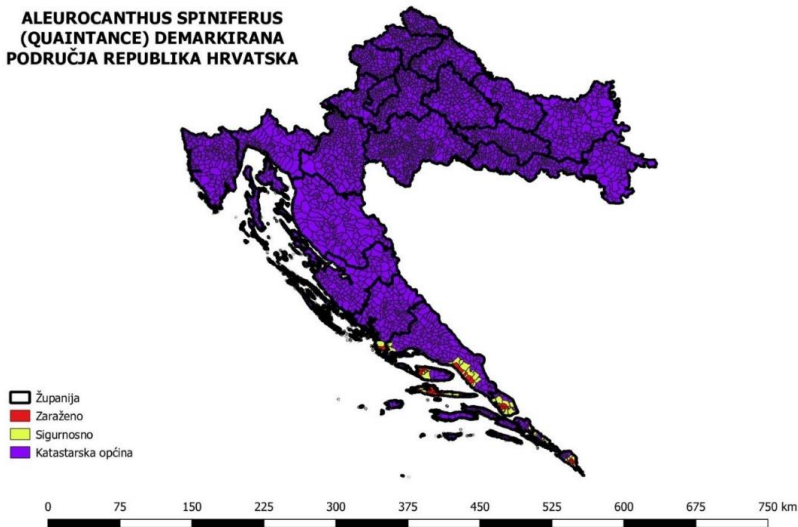 ALEUROCANTHUS SPINIFERUS
(QUAINTANCE) DEMARKIRANA
PODRUČJA REPUBLIKA HRVATSKA
Županija
Zaraženo
Sigurnosno
Katastarska općina
0 75 150 225 300 375 450 525 600 675 750 km